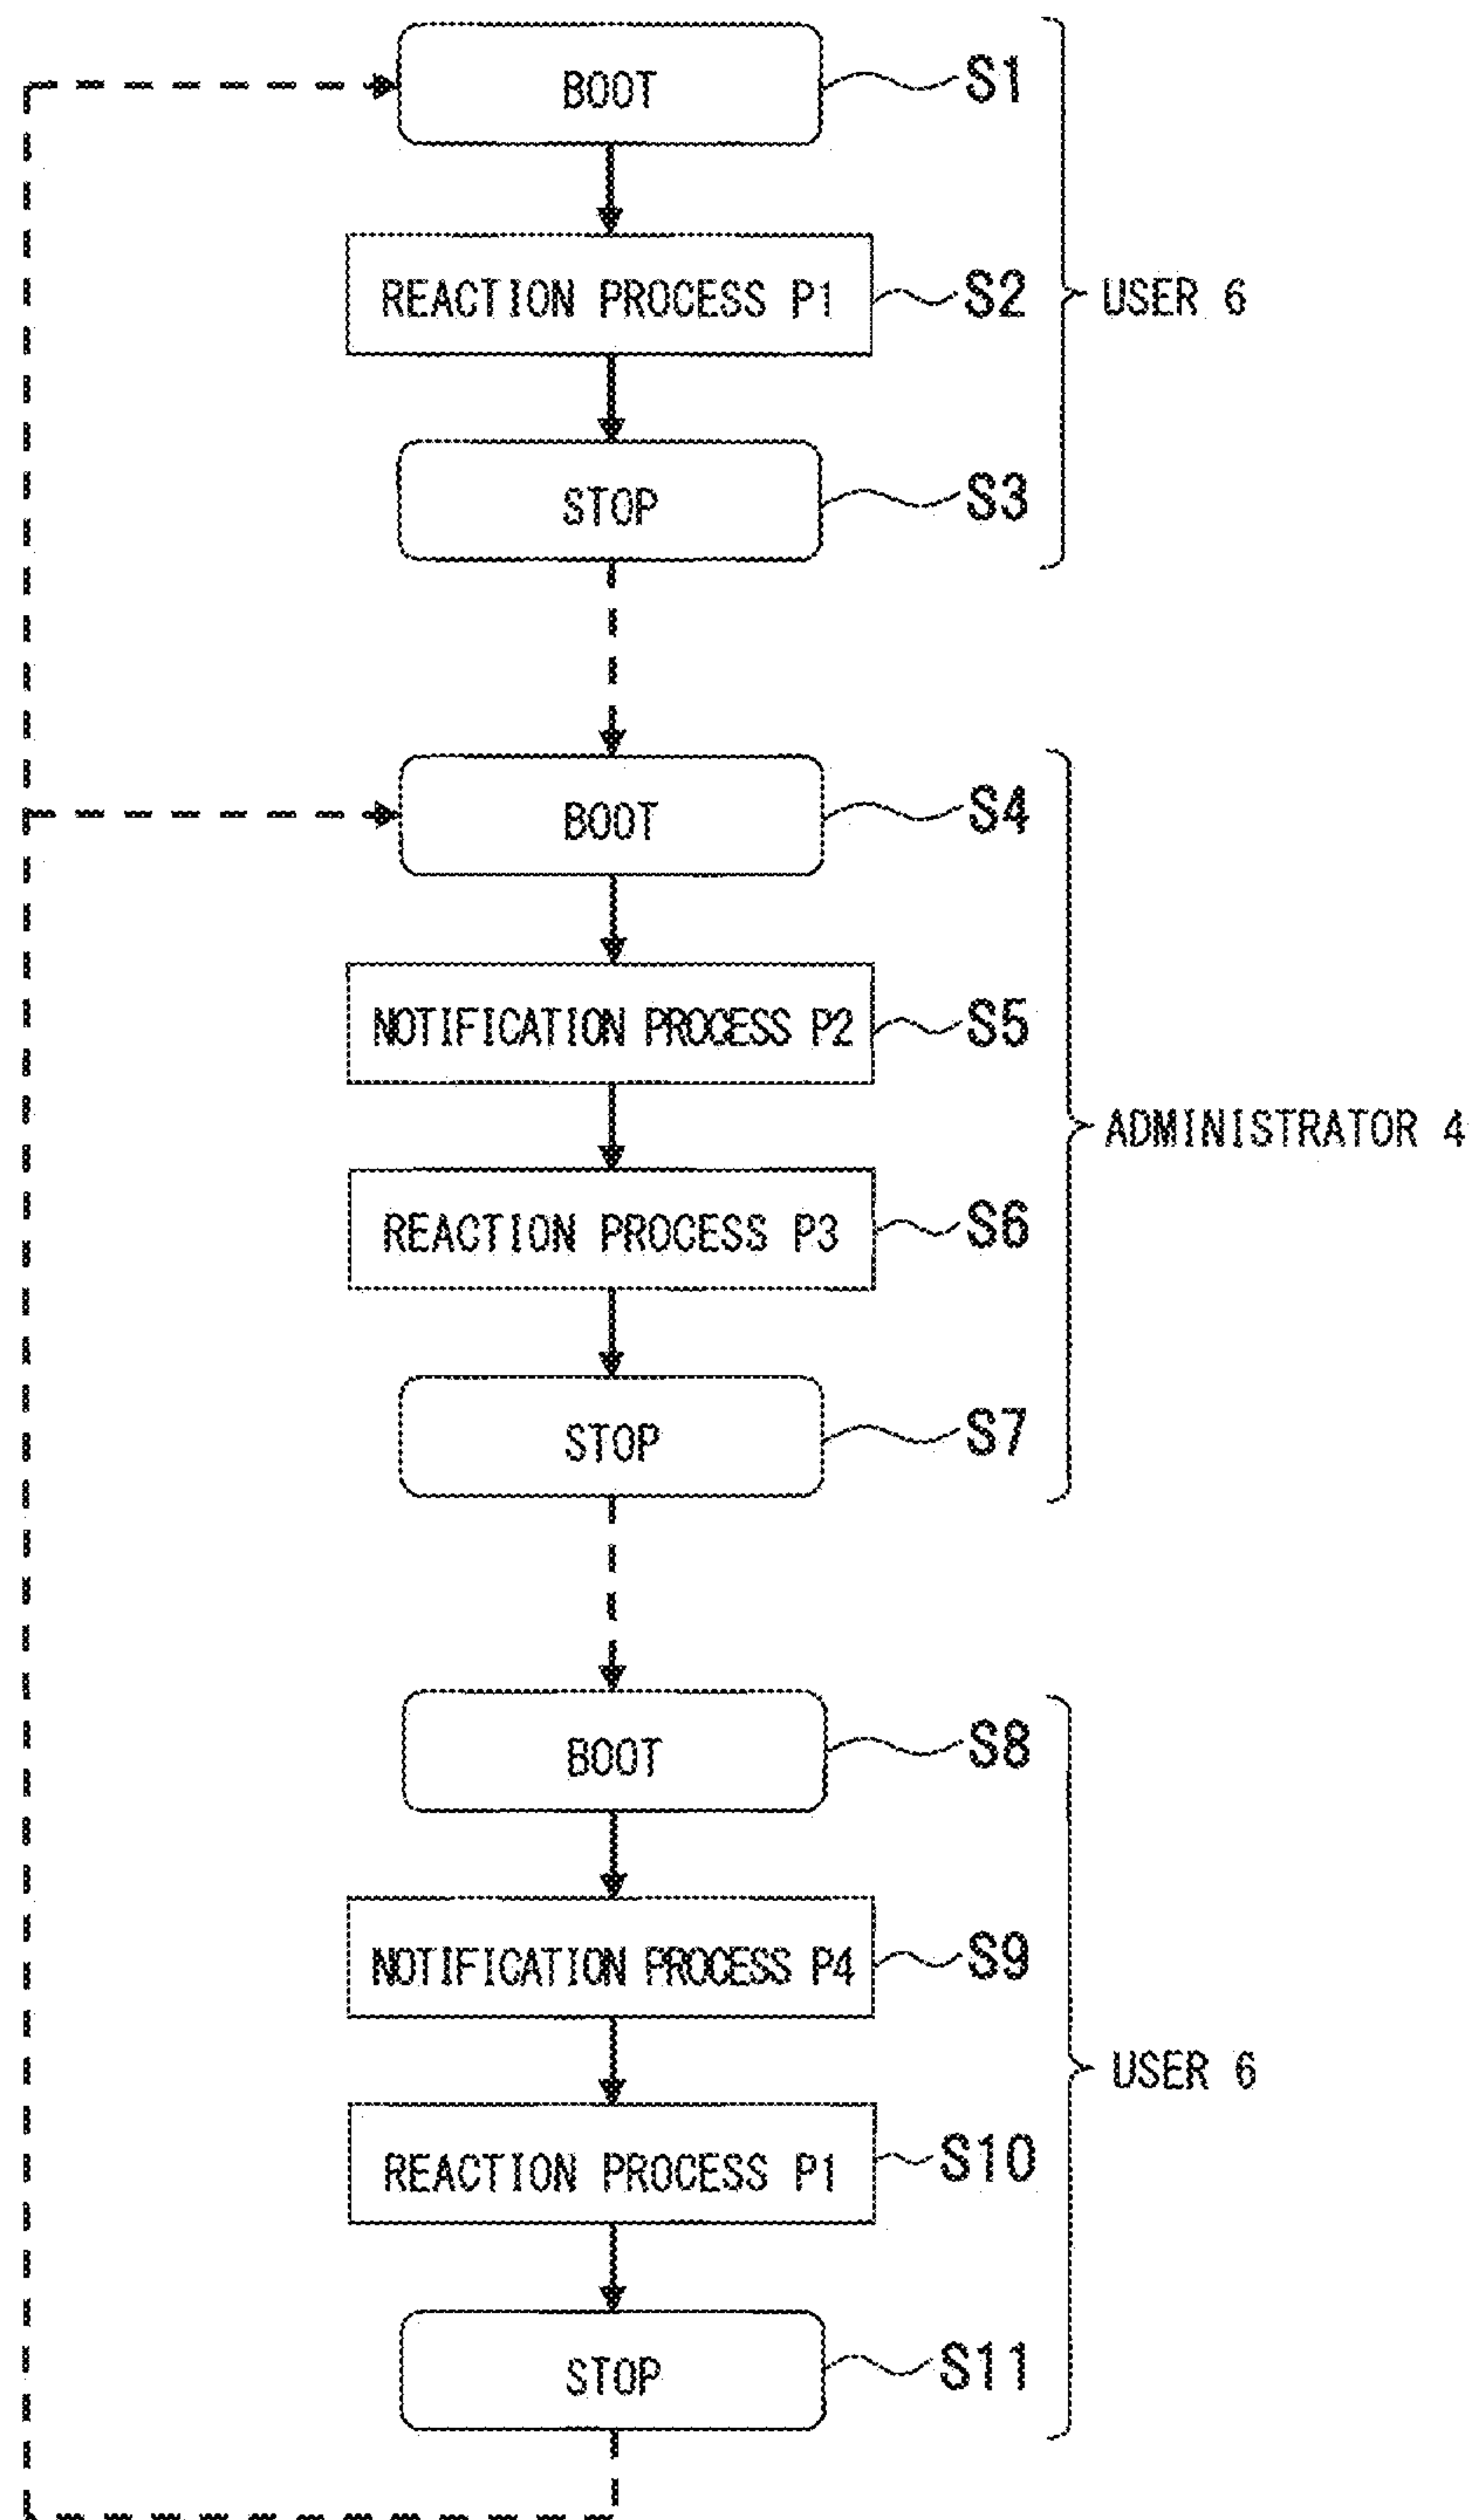 BOOT S1
REACTION PROCESS P1 S2 USER 6
STOP S3
BOOT S4
NOTIFICATION PROCESS P2 S5
ADMINISTRATOR 4
REACTION PROCESS P3 S6
STOP S7
BOOT S8
NOTIFICATION PROCESS P4 S9
USER 6
REACTION PROCESS P1 S10
STOP S11